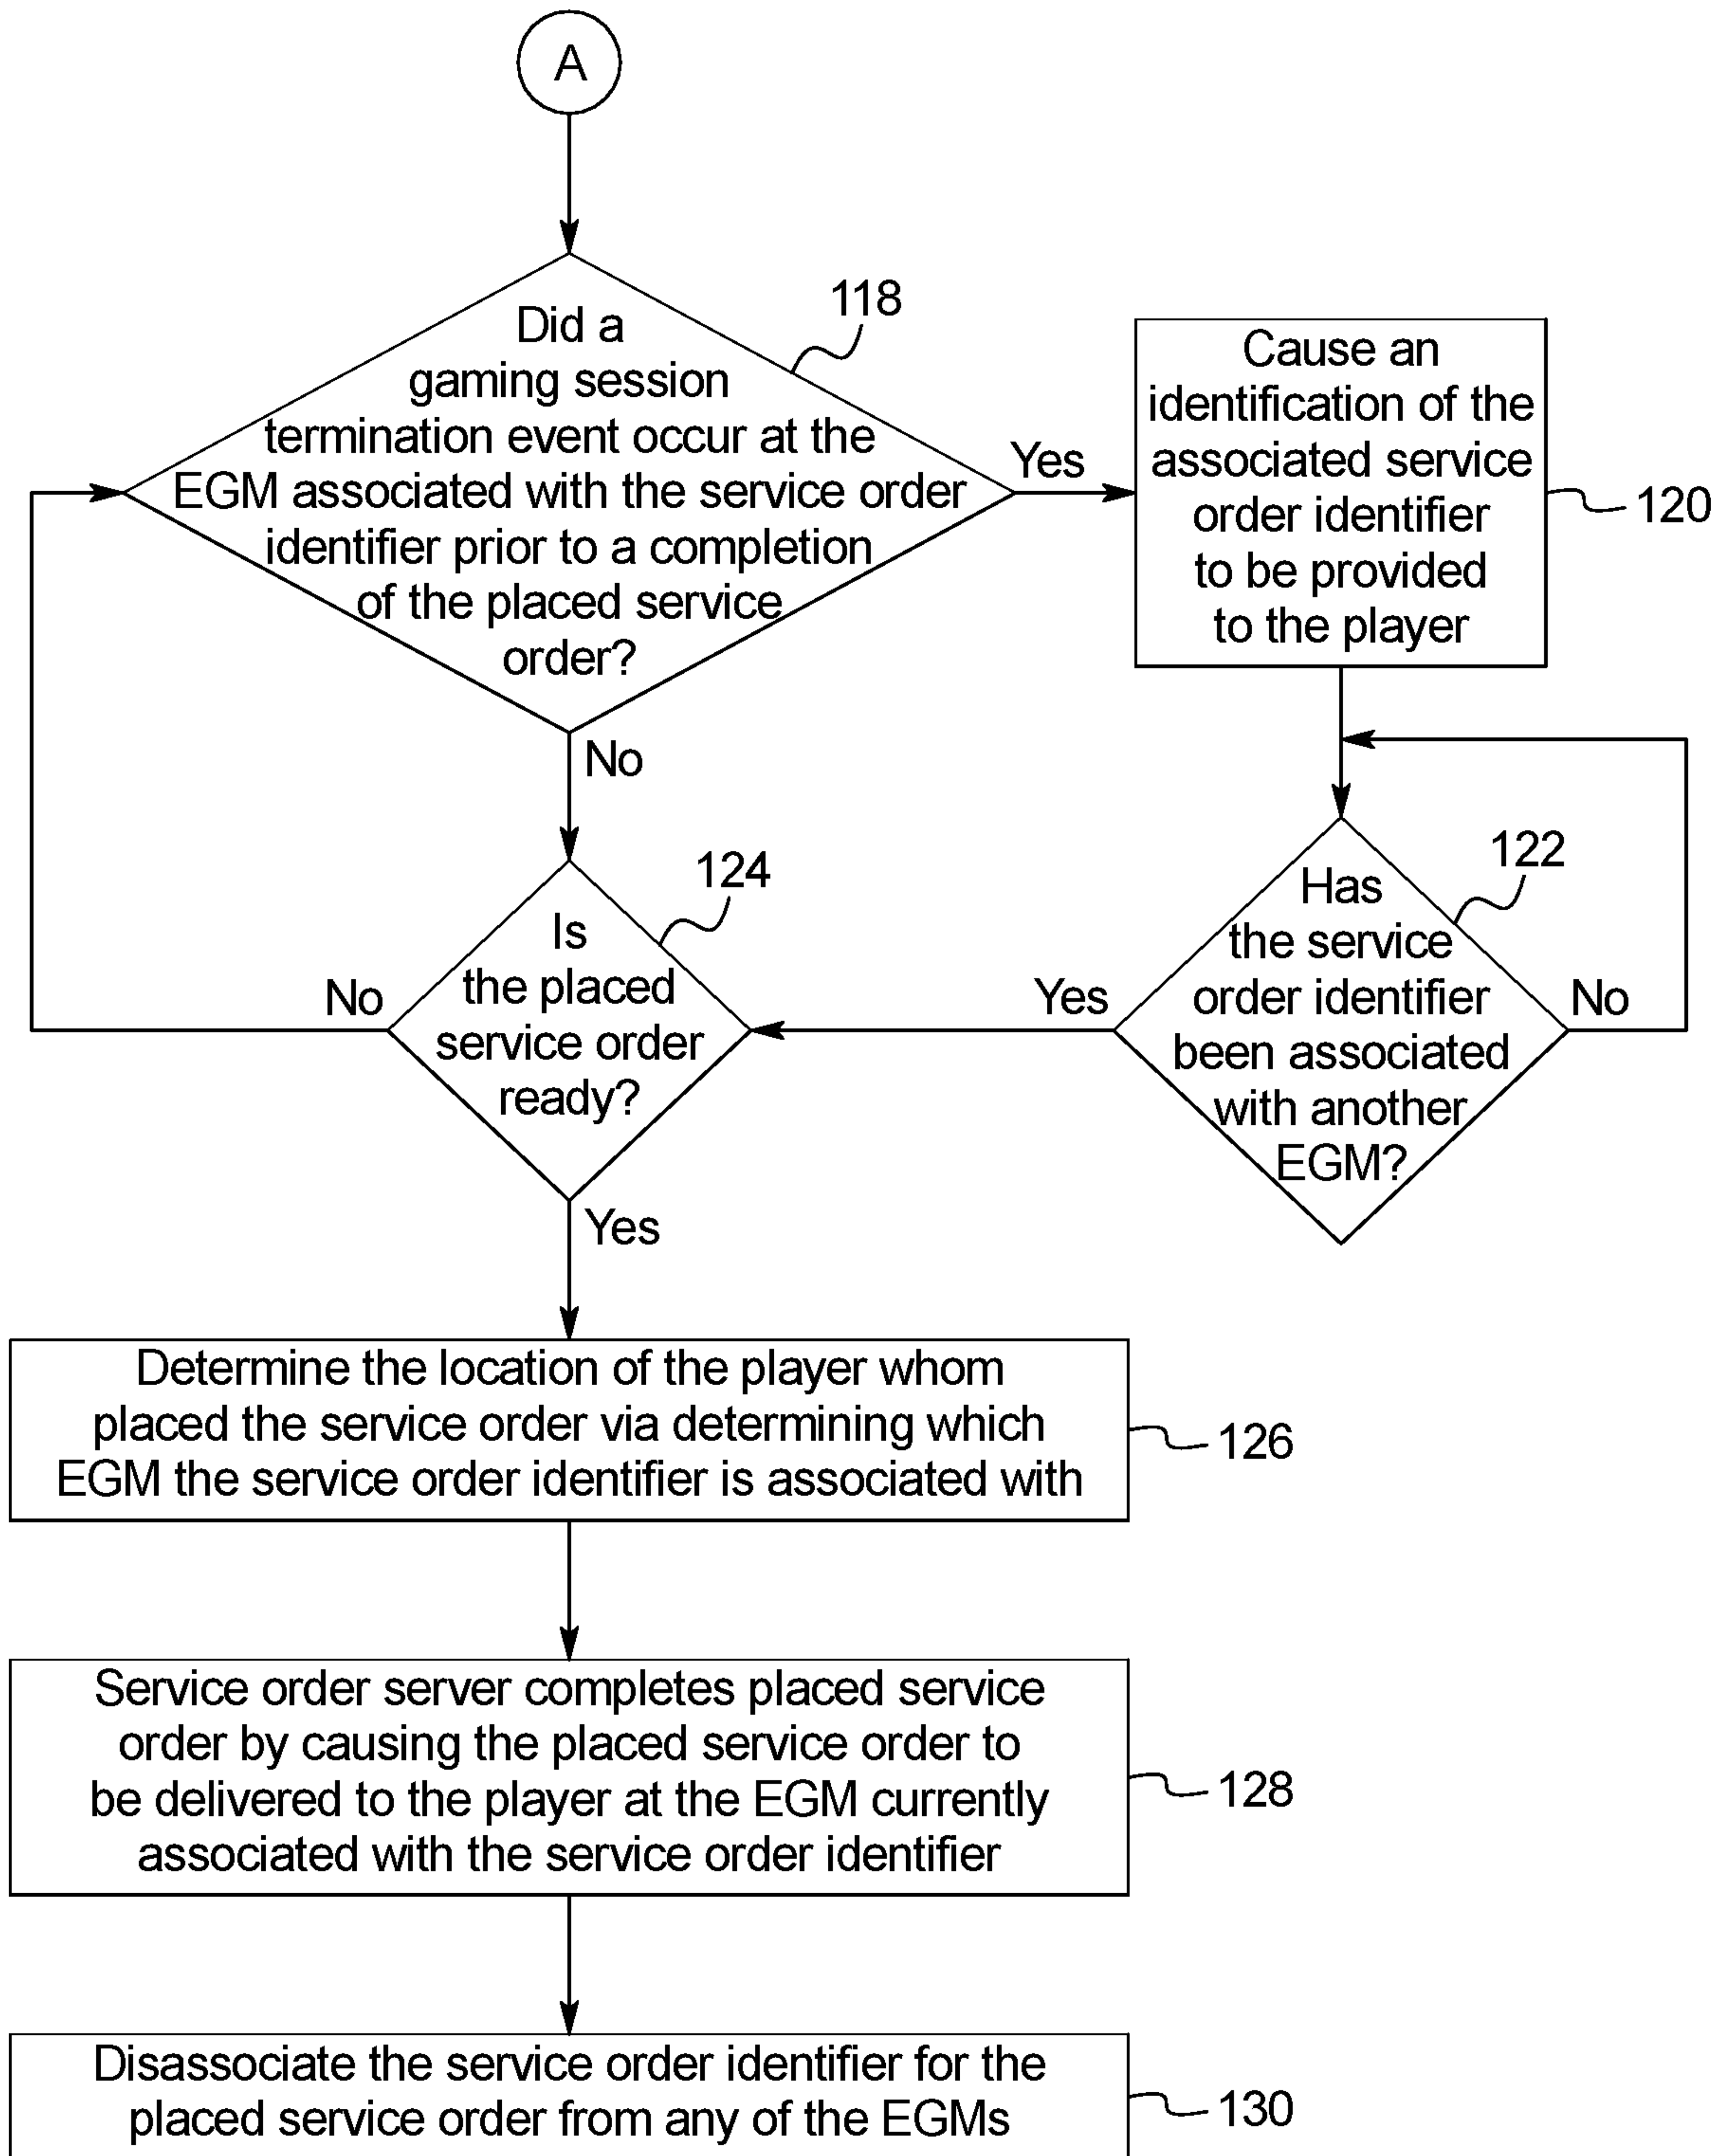 A
118
Did a
gaming session
termination event occur at the
EGM associated with the service order
identifier prior to a completion
of the placed service
order?
Yes
Cause an
identification of the
associated service
order identifier
to be provided
to the player
120
No
124
Is
the placed
service order
ready?
No
Yes
122
Has
the service
order identifier
been associated
with another
EGM?
Yes
No
Determine the location of the player whom
placed the service order via determining which
EGM the service order identifier is associated with
126
Service order server completes placed service
order by causing the placed service order to
be delivered to the player at the EGM currently
associated with the service order identifier
128
Disassociate the service order identifier for the
placed service order from any of the EGMs
130